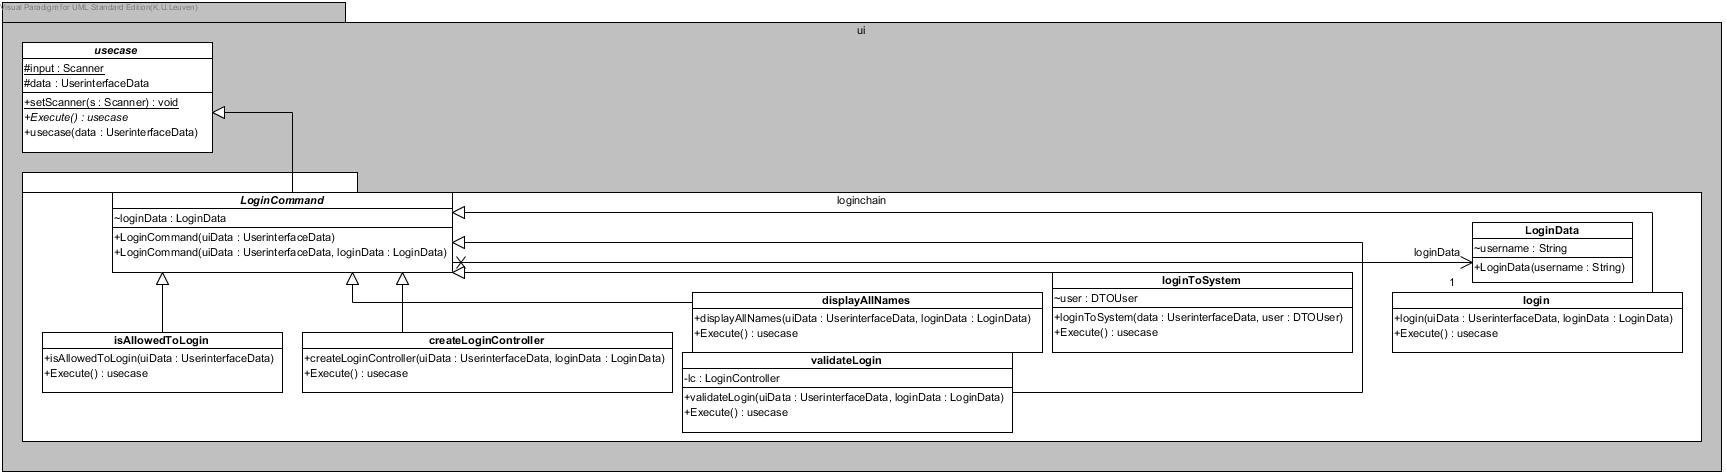 Visual Paradigm for UML Standard Edition(K.U.Leuven)
ui
usecase
#input : Scanner
#data : UserinterfaceData
+setScanner(s : Scanner) : void
+Execute() : usecase
+usecase(data : UserinterfaceData)
loginchain
LoginCommand
~loginData : LoginData
+LoginCommand(uiData : UserinterfaceData)
+LoginCommand(uiData : UserinterfaceData, loginData : LoginData)
loginData
1
LoginData
~username : String
+LoginData(username : String)
isAllowedToLogin
+isAllowedToLogin(uiData : UserinterfaceData)
+Execute() : usecase
createLoginController
+createLoginController(uiData : UserinterfaceData, loginData : LoginData)
+Execute() : usecase
displayAllNames
+displayAllNames(uiData : UserinterfaceData, loginData : LoginData)
+Execute() : usecase
validateLogin
-lc : LoginController
+validateLogin(uiData : UserinterfaceData, loginData : LoginData)
+Execute() : usecase
loginToSystem
~user : DTOUser
+loginToSystem(data : UserinterfaceData, user : DTOUser)
+Execute() : usecase
login
+login(uiData : UserinterfaceData, loginData : LoginData)
+Execute() : usecase